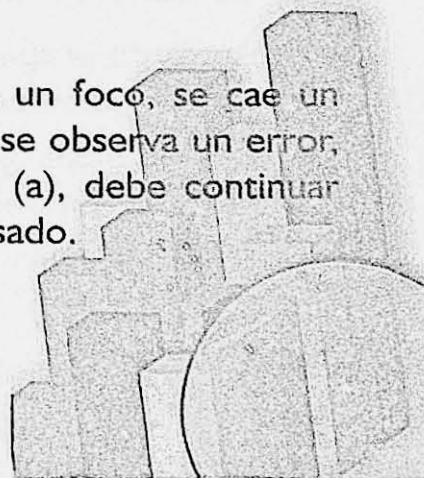 un foco, se cae un
se observa un error,
(a), debe continuar
sado.